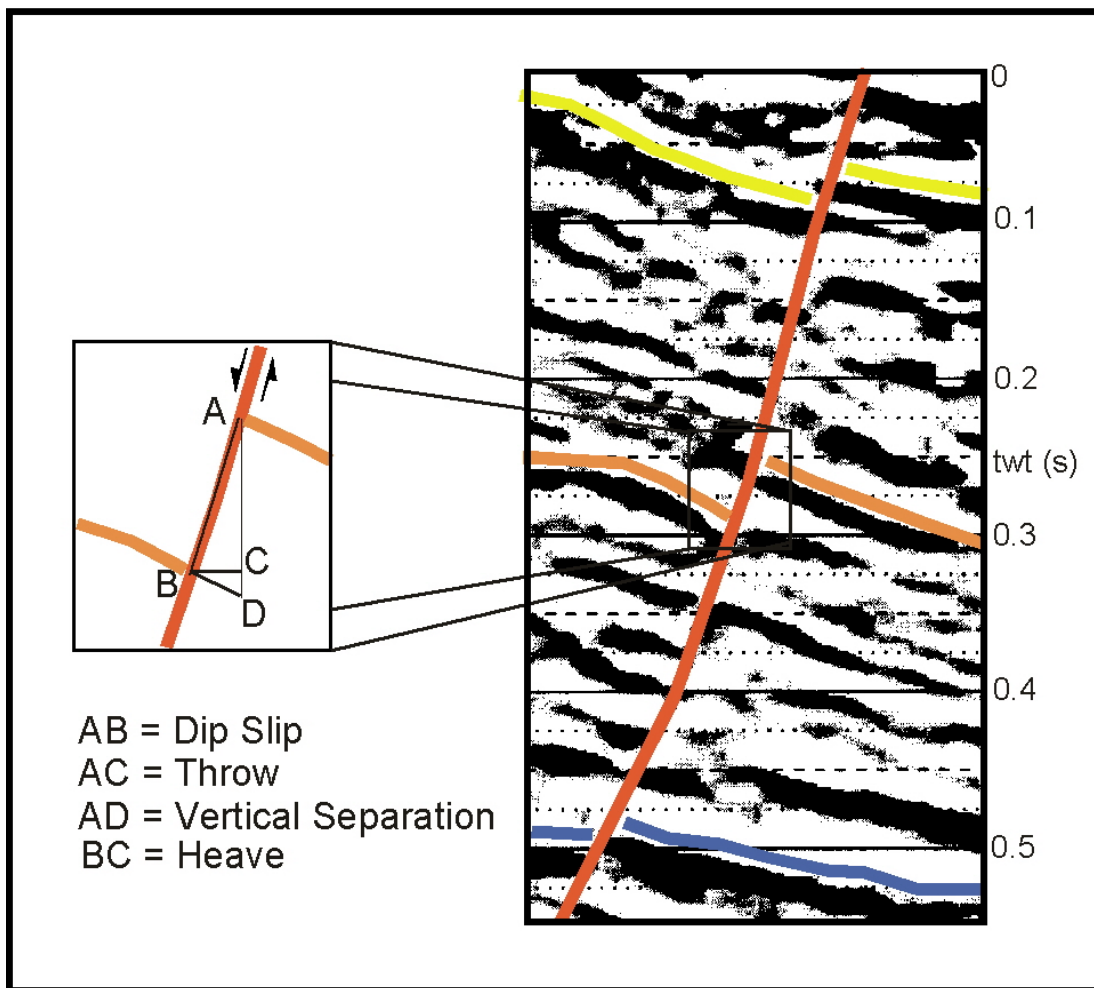 0
0.1
0.2
twt (s)
0.3
0.4
0.5
A
B
C
D
AB = Dip Slip
AC = Throw
AD = Vertical Separation
BC = Heave